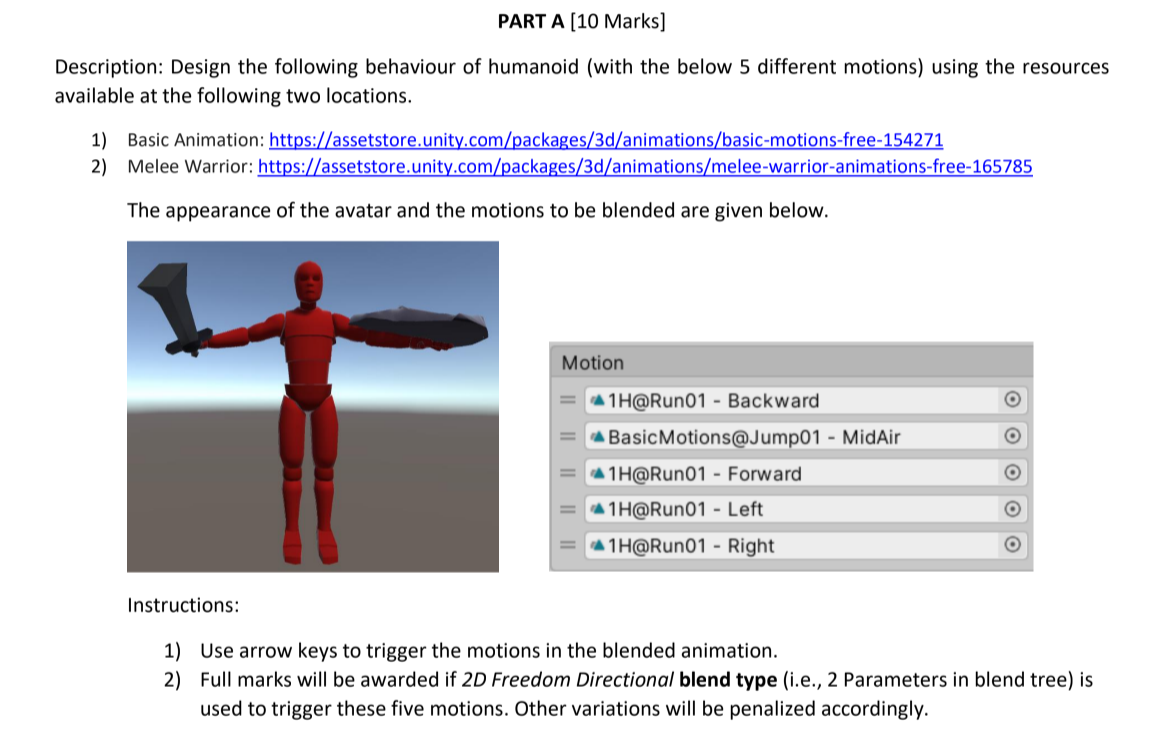 PART A [10 Marks]
Description: Design the following behaviour of humanoid (with the below 5 different motions) using the resources
available at the following two locations.
1) Basic Animation: https://assetstore.unity.com/packages/3d/animations/basic-motions-free-154271
2) Melee Warrior: https://assetstore.unity.com/packages/3d/animations/melee-warrior-animations-free-165785
The appearance of the avatar and the motions to be blended are given below.
Motion
1H@Run01 - Backward
BasicMotions@Jump01 - MidAir
1H@Run01 - Forward
1H@Run01 - Left
1H@Run01 - Right
Instructions:
1) Use arrow keys to trigger the motions in the blended animation.
2) Full marks will be awarded if 2D Freedom Directional blend type (i.e., 2 Parameters in blend tree) is
used to trigger these five motions. Other variations will be penalized accordingly.